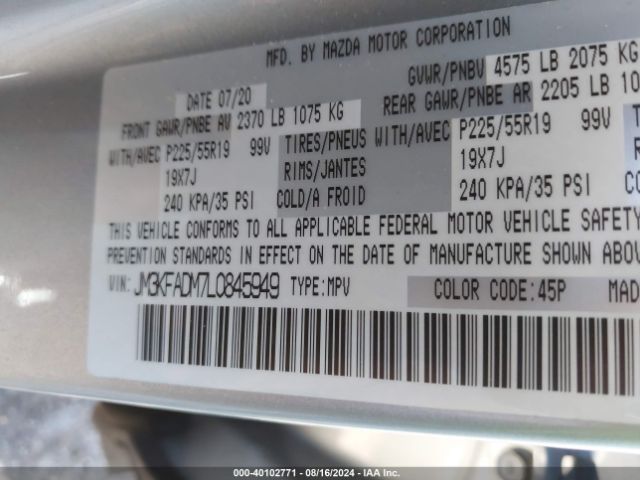 MFD. BY MAZDA MOTOR CORPORATION
DATE 07/20 GVWR/PNBV 4575 LB 2075 KG
FRONT GAWR/PNBE AV 2370 LB 1075 KG REAR GAWR/PNBE AR 2205 LB 10
WITH/AVEC P225/55R19 99V TIRES/PNEUS WITH/AVEC P225/55R19 99V
19X7J RIMS/JANTES 19X7J
240 KPA/35 PSI COLD/A FROID 240 KPA/35 PSI
THIS VEHICLE CONFORMS TO ALL APPLICABLE FEDERAL MOTOR VEHICLE SAFETY
PREVENTION STANDARDS IN EFFECT ON THE DATE OF MANUFACTURE SHOWN ABOV
VIN: JM3KFADM7L0845949 TYPE:MPV COLOR CODE:45P MAD
000-40102771 - 08/16/2024 - IAA Inc.